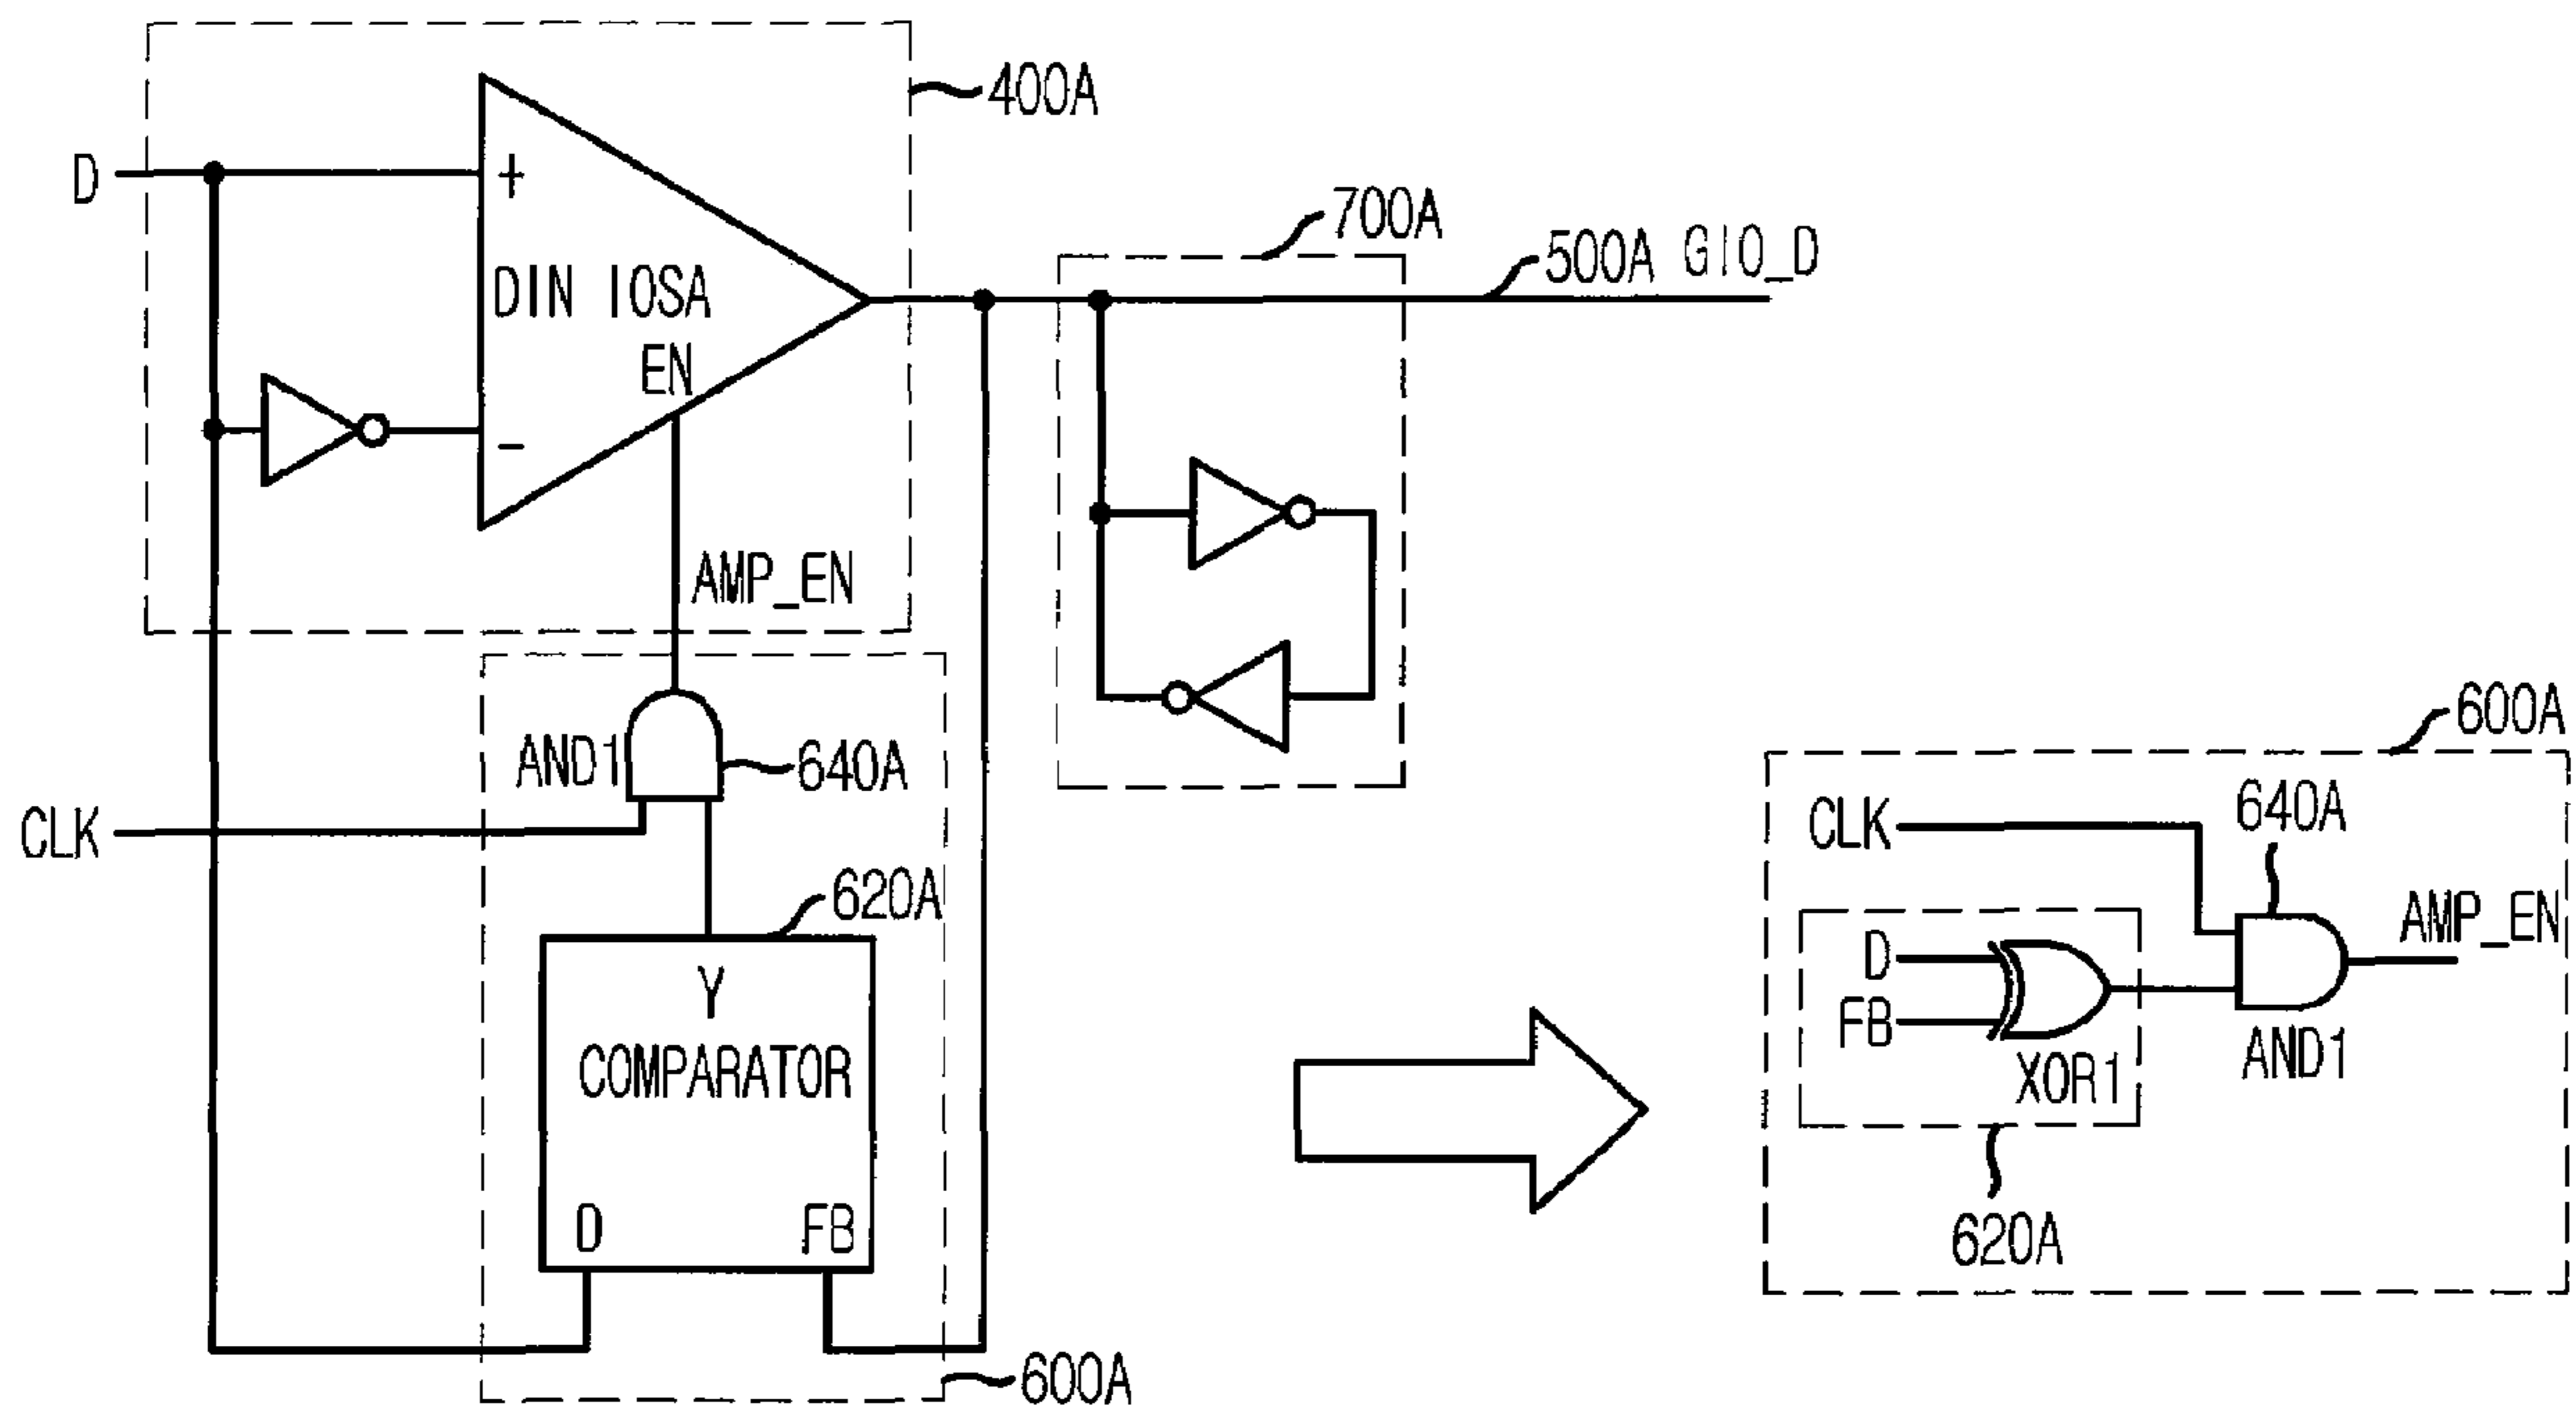 400A
D
+
700A
500A GIO_D
DIN IOSA
EN
-
AMP_EN
600A
AND1
640A
640A
CLK
CLK
620A
AMP_EN
D
Y
FB
COMPARATOR
XOR1
AND1
D
FB
620A
600A